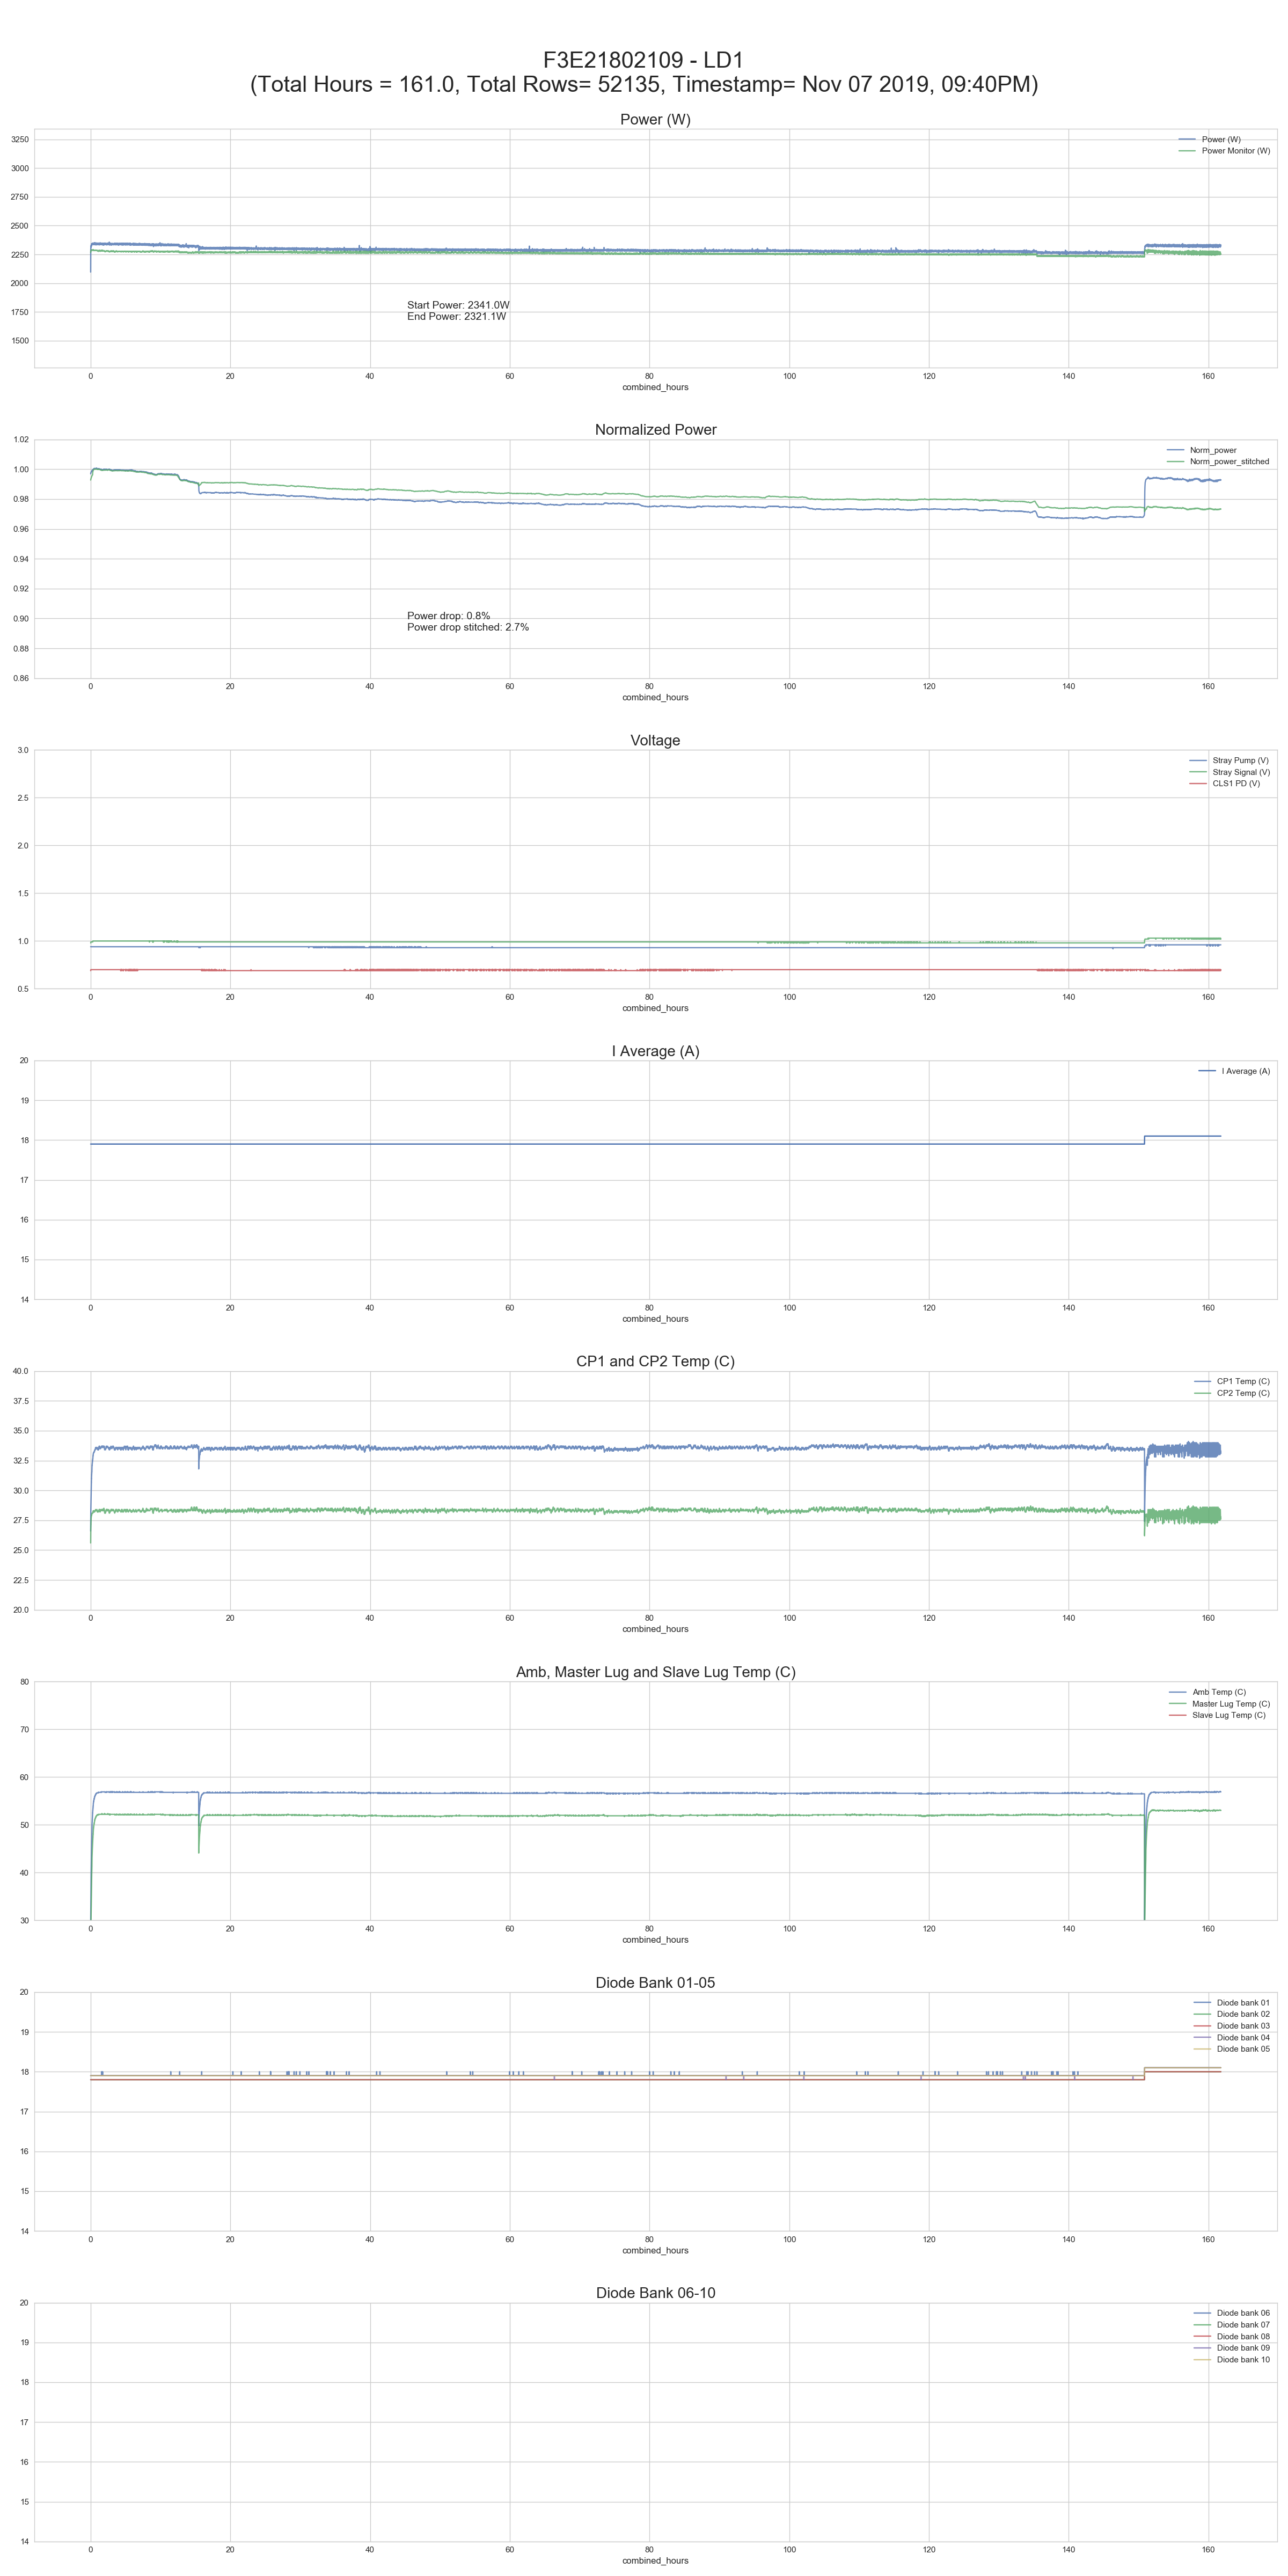 F3E21802109 - LD1
(Total Hours = 161.0, Total Rows= 52135, Timestamp= Nov 07 2019, 09:40PM)
Power (W)
Power (W)
Power Monitor (W)
3250
3000
2750
2500
2250
2000
1750
1500
Start Power: 2341.0W
End Power: 2321.1W
0 20 40 60 80 100 120 140 160
combined_hours
Normalized Power
Norm_power
Norm_power_stitched
1.02
1.00
0.98
0.96
0.94
0.92
0.90
0.88
0.86
Power drop: 0.8%
Power drop stitched: 2.7%
0 20 40 60 80 100 120 140 160
combined_hours
Voltage
Stray Pump (V)
Stray Signal (V)
CLS1 PD (V)
3.0
2.5
2.0
1.5
1.0
0.5
0 20 40 60 80 100 120 140 160
combined_hours
I Average (A)
I Average (A)
20
19
18
17
16
15
14
0 20 40 60 80 100 120 140 160
combined_hours
CP1 and CP2 Temp (C)
CP1 Temp (C)
CP2 Temp (C)
40.0
37.5
35.0
32.5
30.0
27.5
25.0
22.5
20.0
0 20 40 60 80 100 120 140 160
combined_hours
Amb, Master Lug and Slave Lug Temp (C)
Amb Temp (C)
Master Lug Temp (C)
Slave Lug Temp (C)
80
70
60
50
40
30
0 20 40 60 80 100 120 140 160
combined_hours
Diode Bank 01-05
Diode bank 01
Diode bank 02
Diode bank 03
Diode bank 04
Diode bank 05
20
19
18
17
16
15
14
0 20 40 60 80 100 120 140 160
combined_hours
Diode Bank 06-10
Diode bank 06
Diode bank 07
Diode bank 08
Diode bank 09
Diode bank 10
20
19
18
17
16
15
14
0 20 40 60 80 100 120 140 160
combined_hours